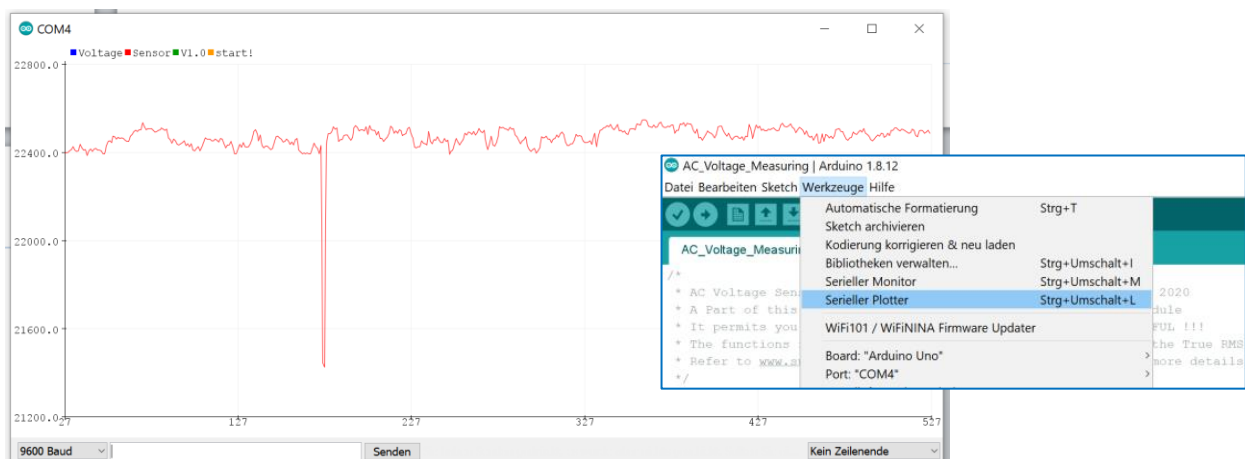 COM4
Voltage Sensor V1.0 start!
22800.0
22400.0
22000.0
21600.0
21200.0
27 127 227 327 427 527
9600 Baud Senden Kein Zeilenende
AC_Voltage_Measuring | Arduino 1.8.12
Datei Bearbeiten Sketch Werkzeuge Hilfe
Automatische Formatierung Strg+T
Sketch archivieren
Kodierung korrigieren & neu laden
Bibliotheken verwalten... Strg+Umschalt+I
Serieller Monitor Strg+Umschalt+M
Serieller Plotter Strg+Umschalt+L
WiFi101 / WiFiNINA Firmware Updater
Board: "Arduino Uno"
Port: "COM4"
AC_Voltage_Measuri
/*
* AC Voltage Sen 2020
* A Part of this dule
* It permits you FUL !!!
* The functions the True RMS
* Refer to www.s more details
*/